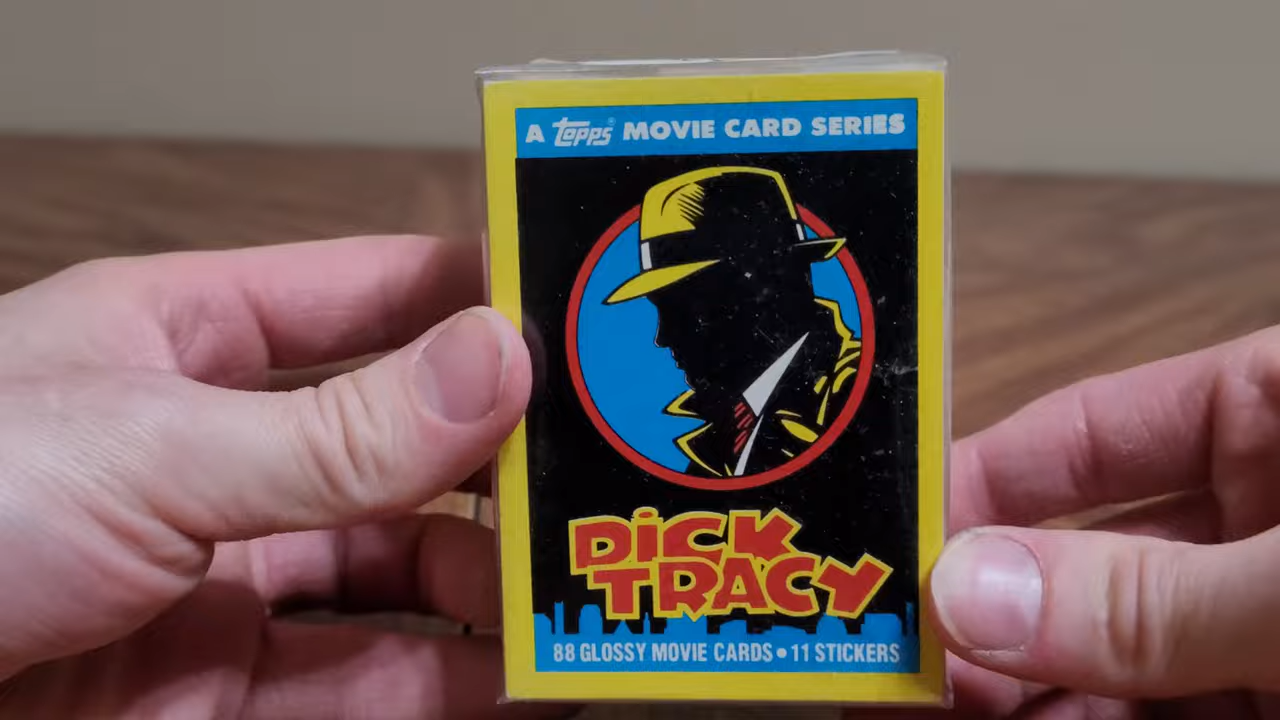 A Topps® MOVIE CARD SERIES
DiCK
TRACY
88 GLOSSY MOVIE CARDS • 11 STICKERS